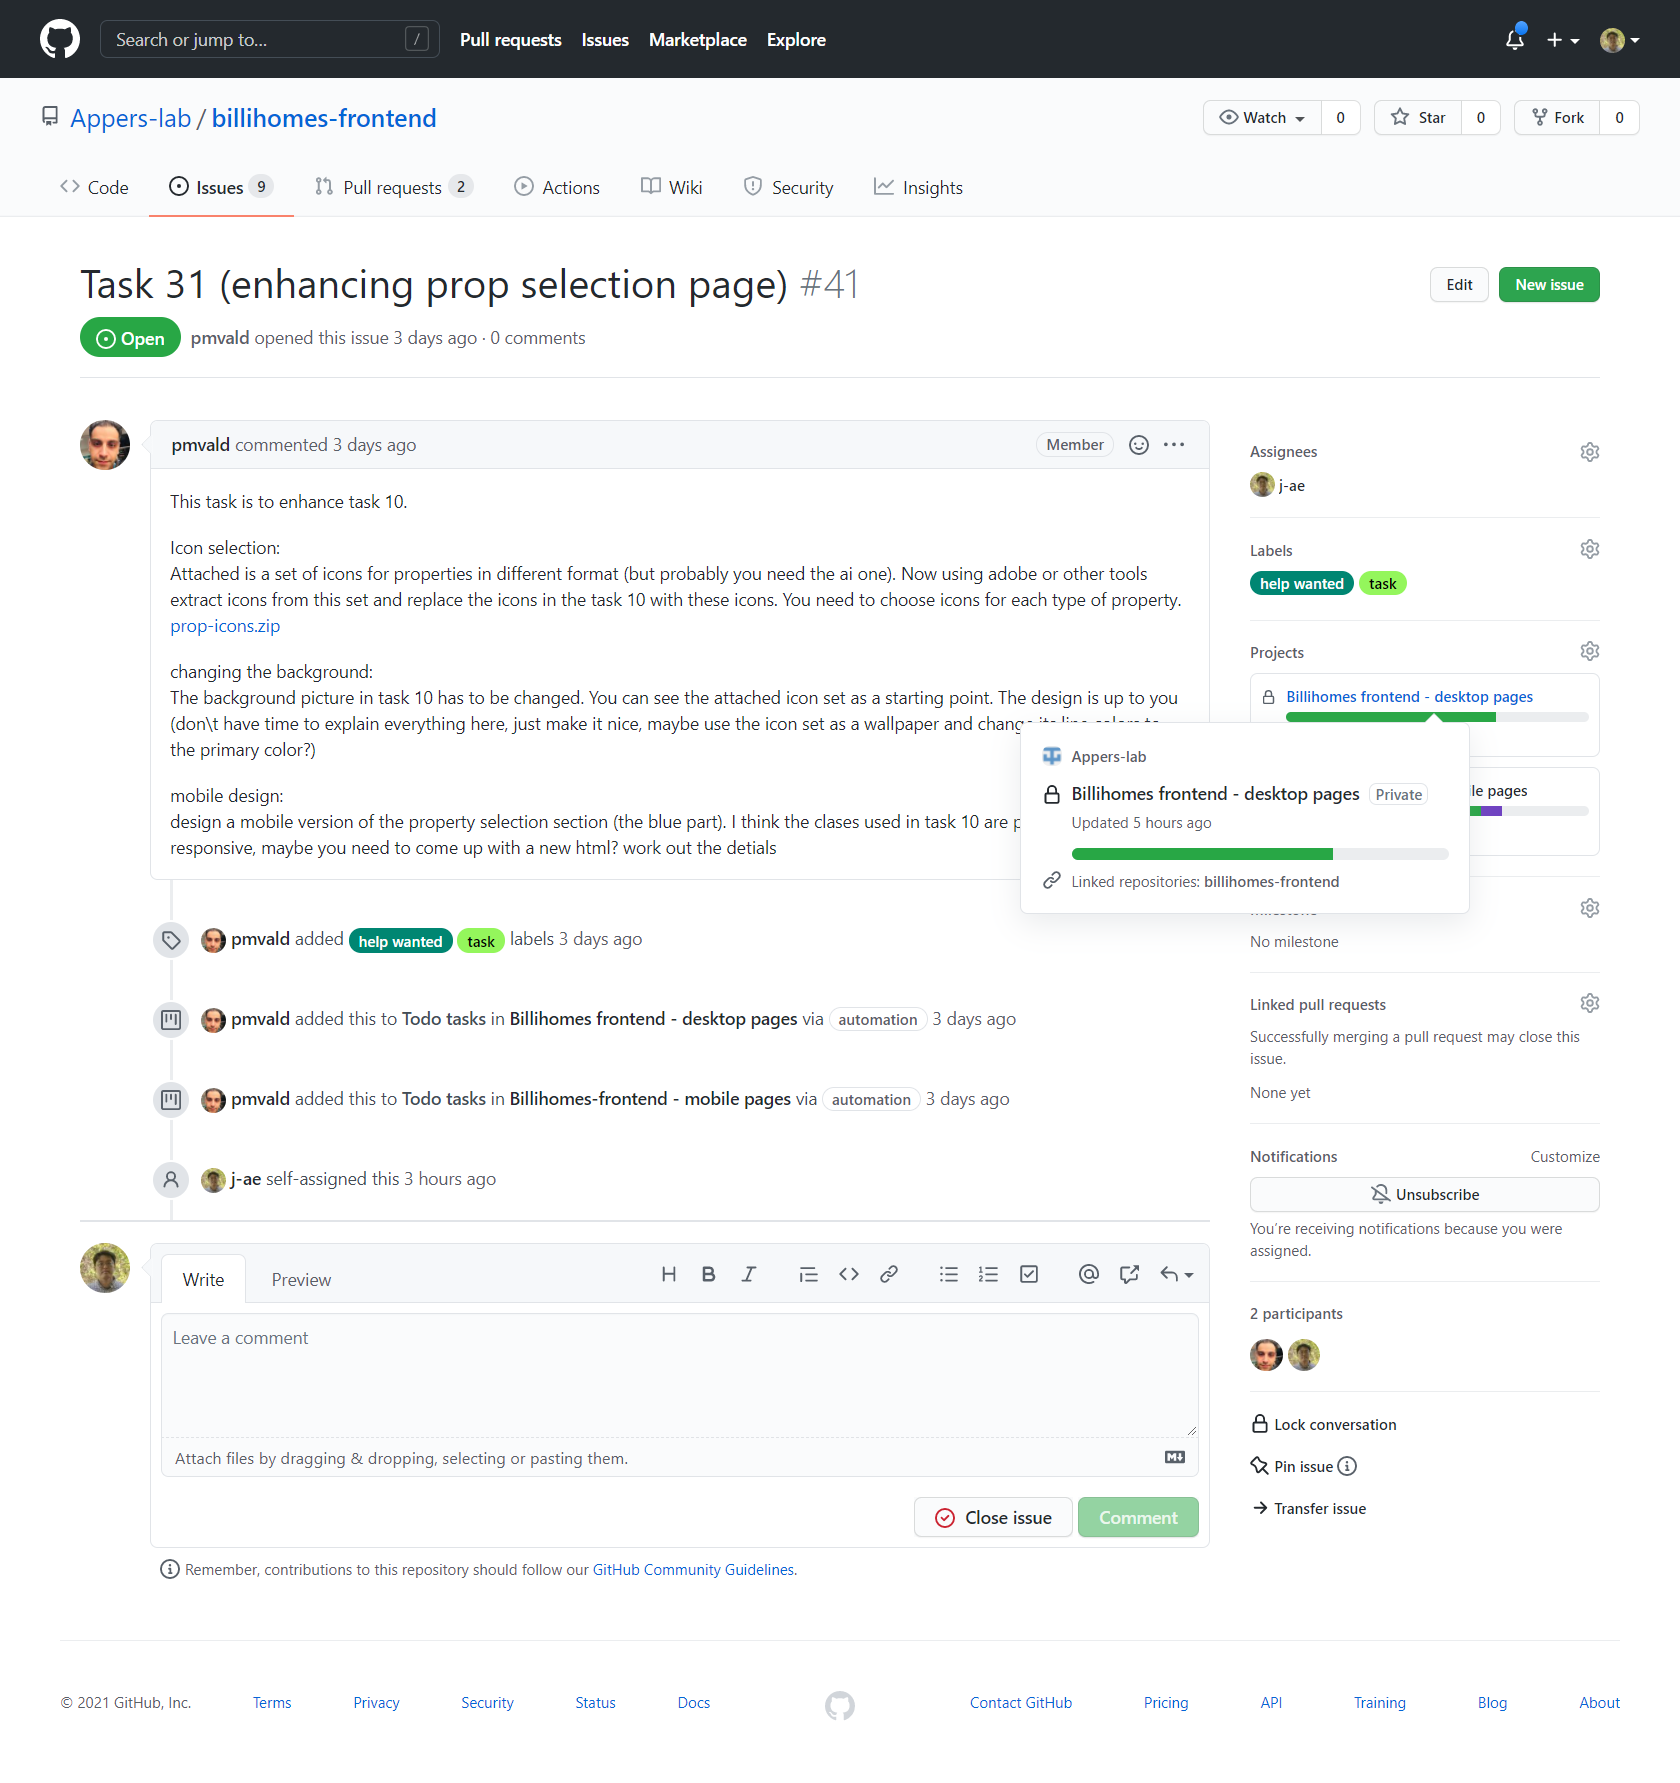 Search or jump to...
/
Pull requests
Issues
Marketplace
Explore
Appers-lab / billihomes-frontend
Watch
0
Star
0
Fork
0
Code
Issues 9
Pull requests 2
Actions
Wiki
Security
Insights
Task 31 (enhancing prop selection page) #41
Edit
New issue
Open
pmvald opened this issue 3 days ago · 0 comments
pmvald commented 3 days ago
Member
This task is to enhance task 10.
Icon selection:
Attached is a set of icons for properties in different format (but probably you need the ai one). Now using adobe or other tools
extract icons from this set and replace the icons in the task 10 with these icons. You need to choose icons for each type of property.
prop-icons.zip
changing the background:
The background picture in task 10 has to be changed. You can see the attached icon set as a starting point. The design is up to you
(don\t have time to explain everything here, just make it nice, maybe use the icon set as a wallpaper and change its line colors to
the primary color?)
mobile design:
design a mobile version of the property selection section (the blue part). I think the clases used in task 10 are p
responsive, maybe you need to come up with a new html? work out the detials
pmvald added help wanted task labels 3 days ago
pmvald added this to Todo tasks in Billihomes frontend - desktop pages via automation 3 days ago
pmvald added this to Todo tasks in Billihomes-frontend - mobile pages via automation 3 days ago
j-ae self-assigned this 3 hours ago
Write
Preview
Leave a comment
Attach files by dragging & dropping, selecting or pasting them.
Close issue
Comment
Remember, contributions to this repository should follow our GitHub Community Guidelines.
Assignees
j-ae
Labels
help wanted
task
Projects
Billihomes frontend - desktop pages
Appers-lab
Billihomes frontend - desktop pages Private
Updated 5 hours ago
Linked repositories: billihomes-frontend
le pages
Milestone
No milestone
Linked pull requests
Successfully merging a pull request may close this
issue.
None yet
Notifications
Customize
Unsubscribe
You're receiving notifications because you were
assigned.
2 participants
Lock conversation
Pin issue
Transfer issue
© 2021 GitHub, Inc.
Terms
Privacy
Security
Status
Docs
Contact GitHub
Pricing
API
Training
Blog
About